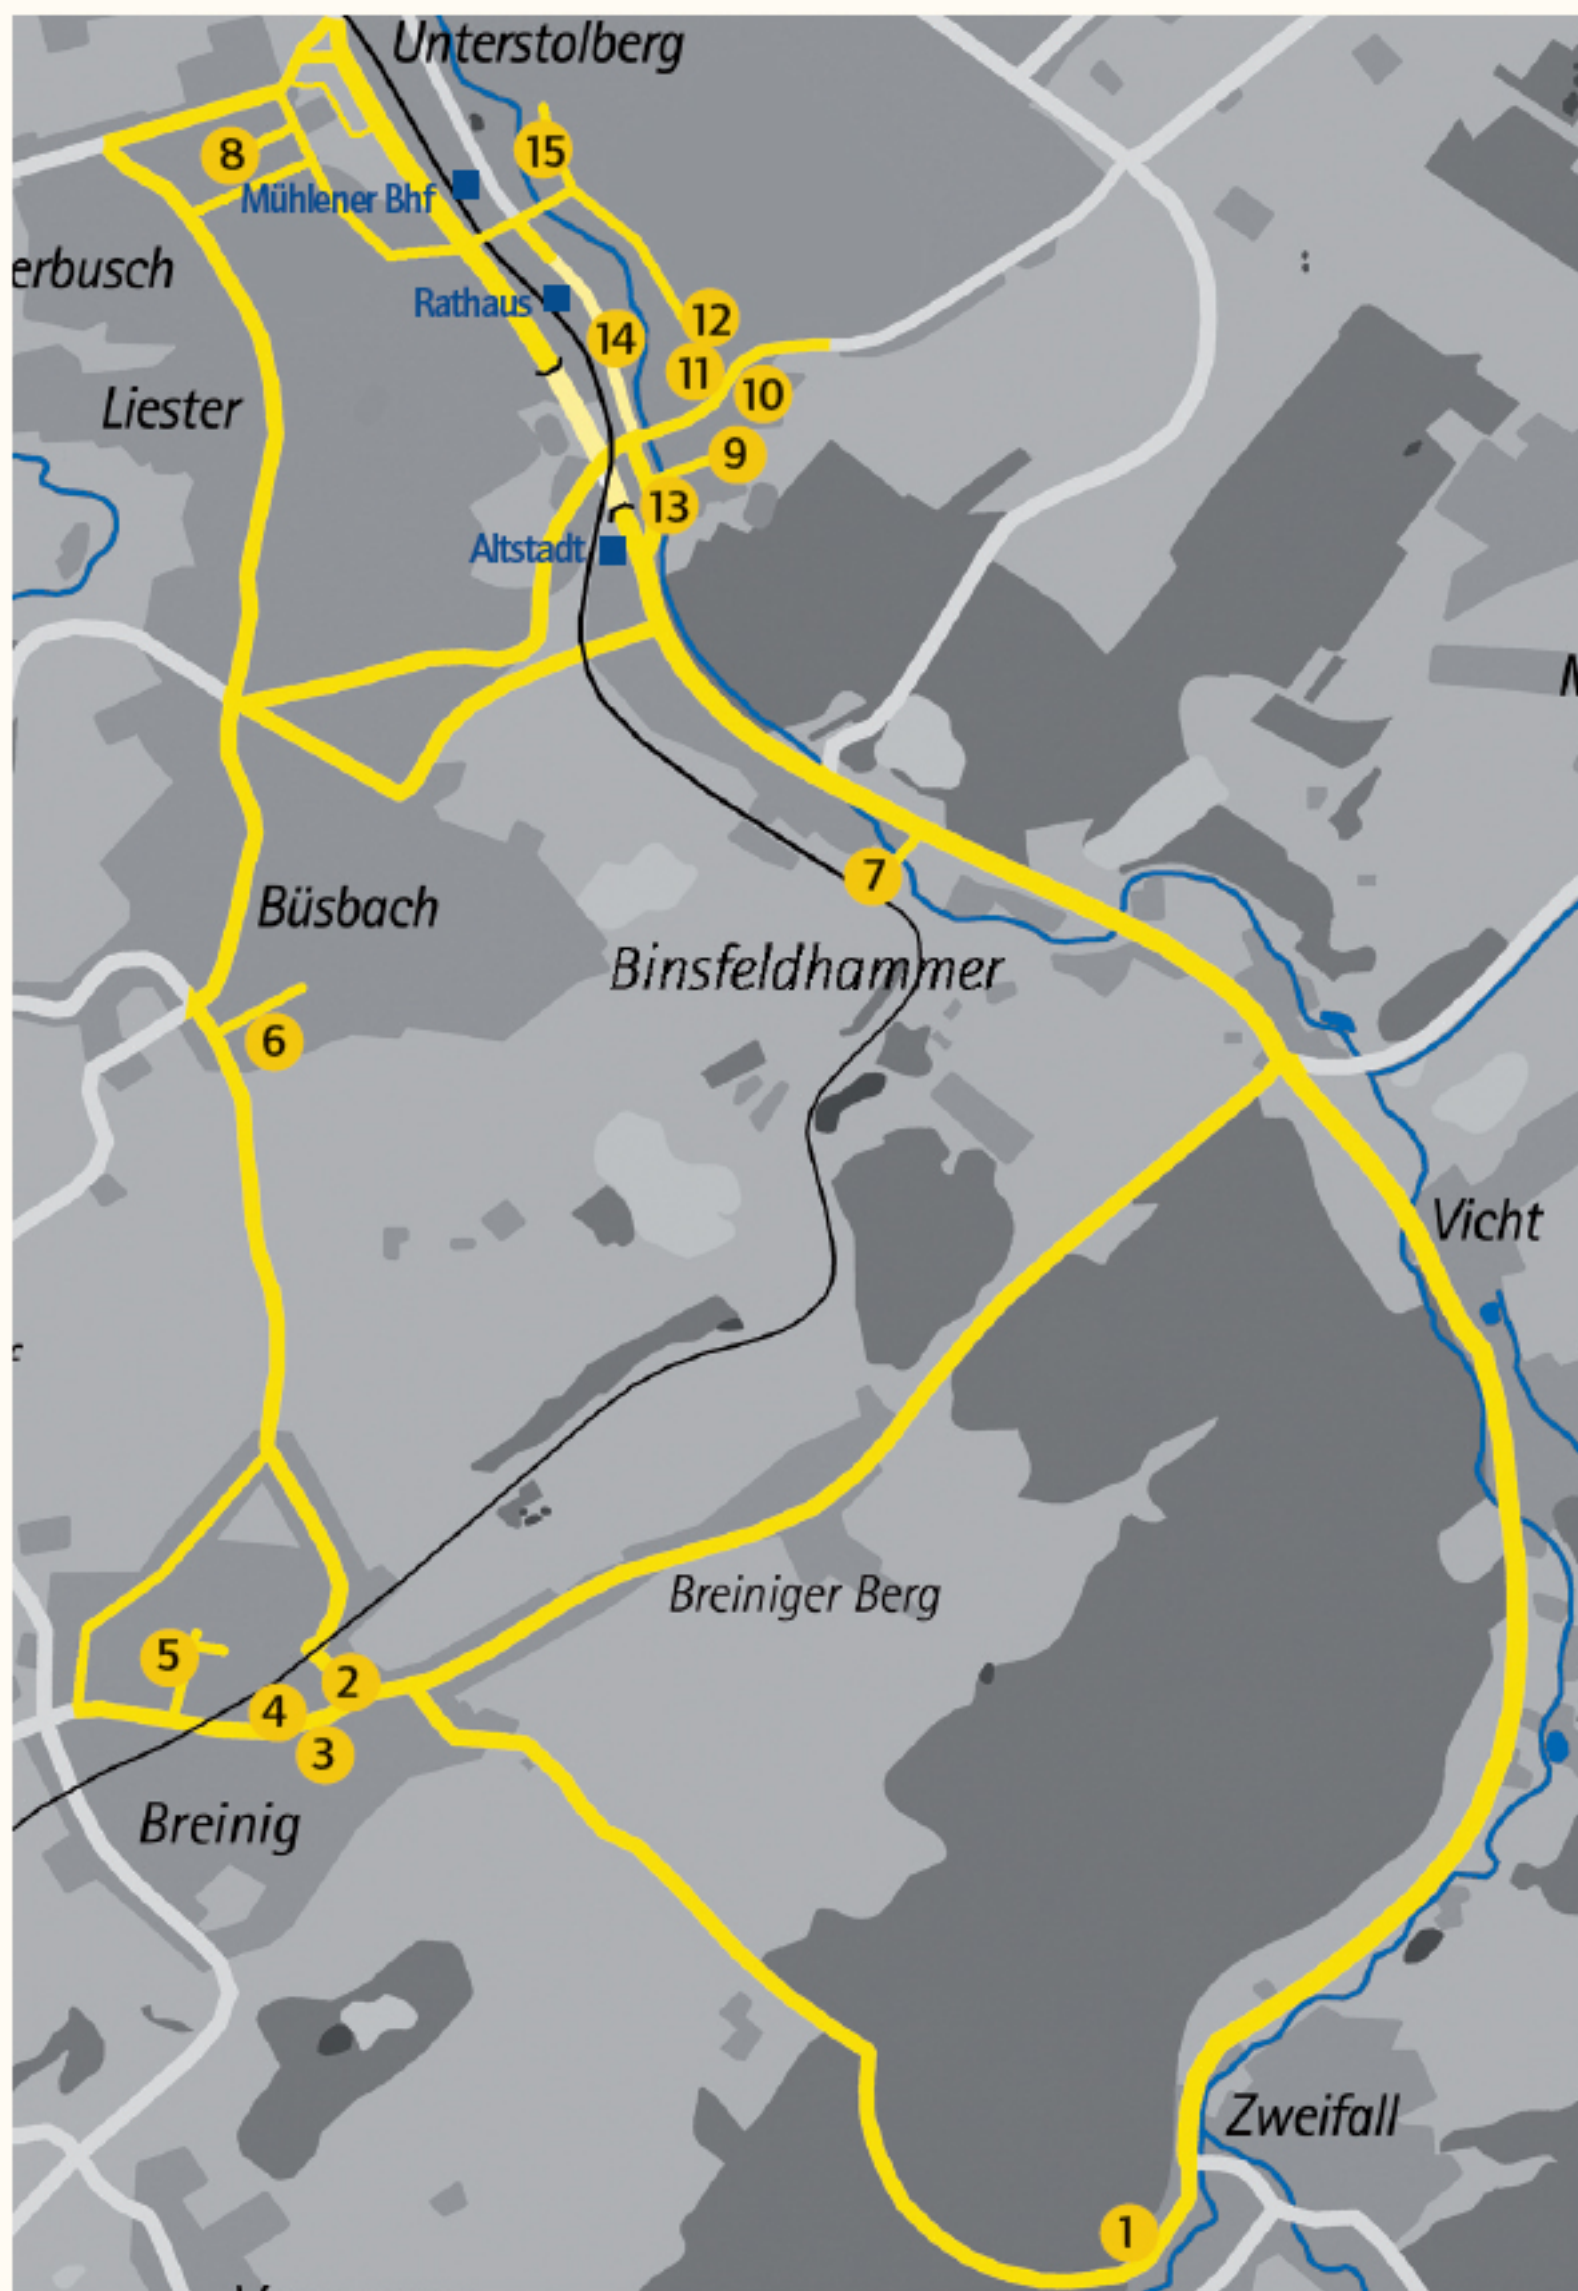 Unterstolberg
15
8
Mühlener Bhf
erbusch
Rathaus
12
14
11
10
Liester
9
13
Altstadt
7
Büsbach
Binsfeldhammer
6
Vicht
Breiniger Berg
5
2
4
3
Breinig
Zweifall
1